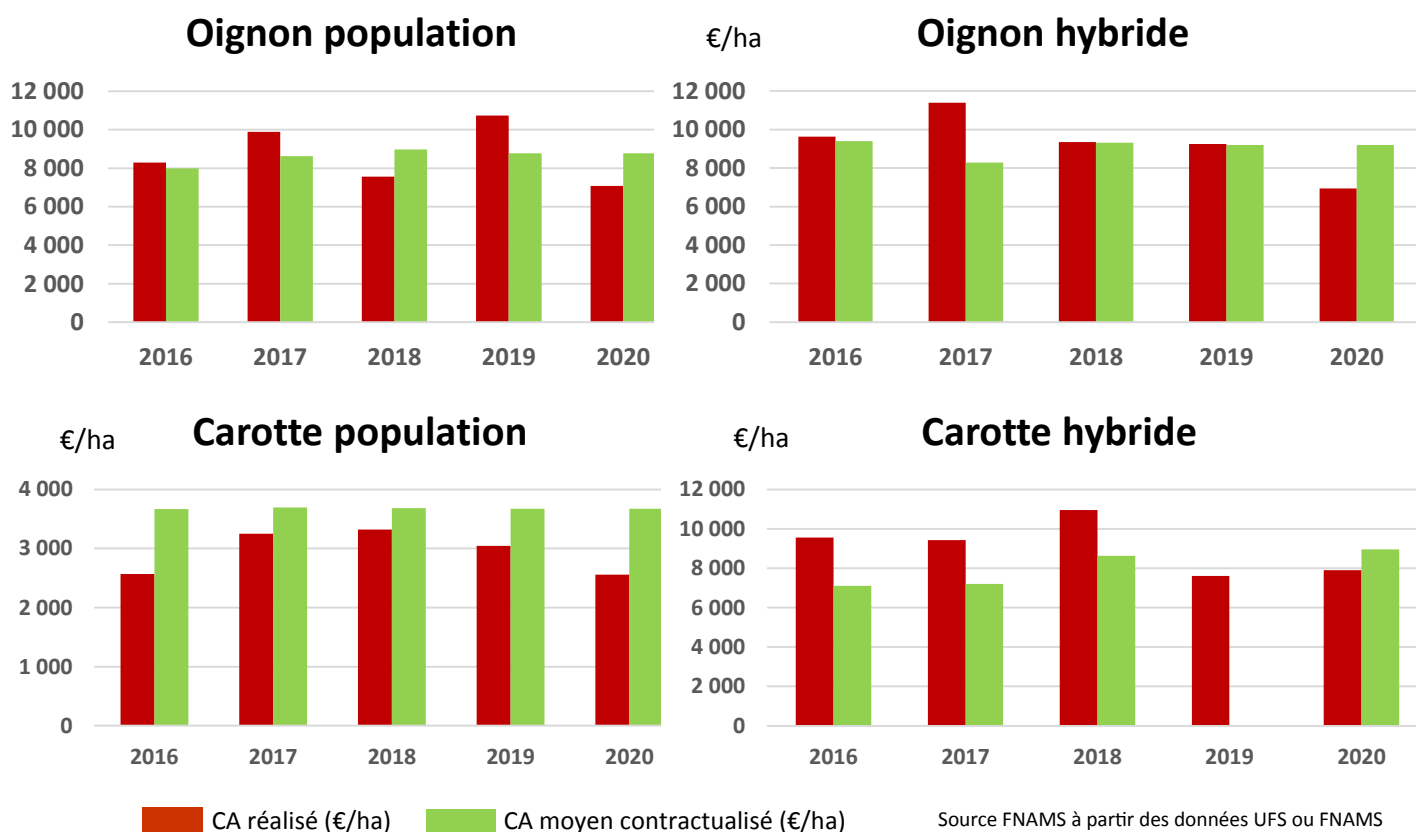 Oignon population
12 000
10 000
8 000
6 000
4 000
2 000
0
2016 2017 2018 2019 2020
€/ha Oignon hybride
12 000
10 000
8 000
6 000
4 000
2 000
0
2016 2017 2018 2019 2020
€/ha Carotte population
4 000
3 000
2 000
1 000
0
2016 2017 2018 2019 2020
€/ha Carotte hybride
12 000
10 000
8 000
6 000
4 000
2 000
0
2016 2017 2018 2019 2020
CA réalisé (€/ha) CA moyen contractualisé (€/ha) Source FNAMS à partir des données UFS ou FNAMS